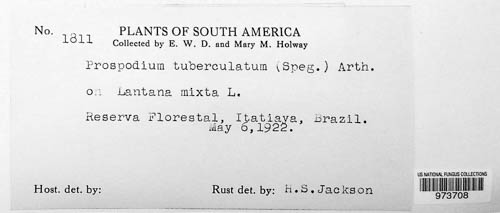 No. 1811
PLANTS OF SOUTH AMERICA
Collected by E. W. D. and Mary M. Holway
Prospodium tuberculatum (Speg.) Arth.
on Lantana mixta L.
Reserva Florestal, Itatiaya, Brazil.
May 6,1922.
Host. det. by:
Rust det. by: H.S.Jackson
US NATIONAL FUNGUS COLLECTIONS
973708